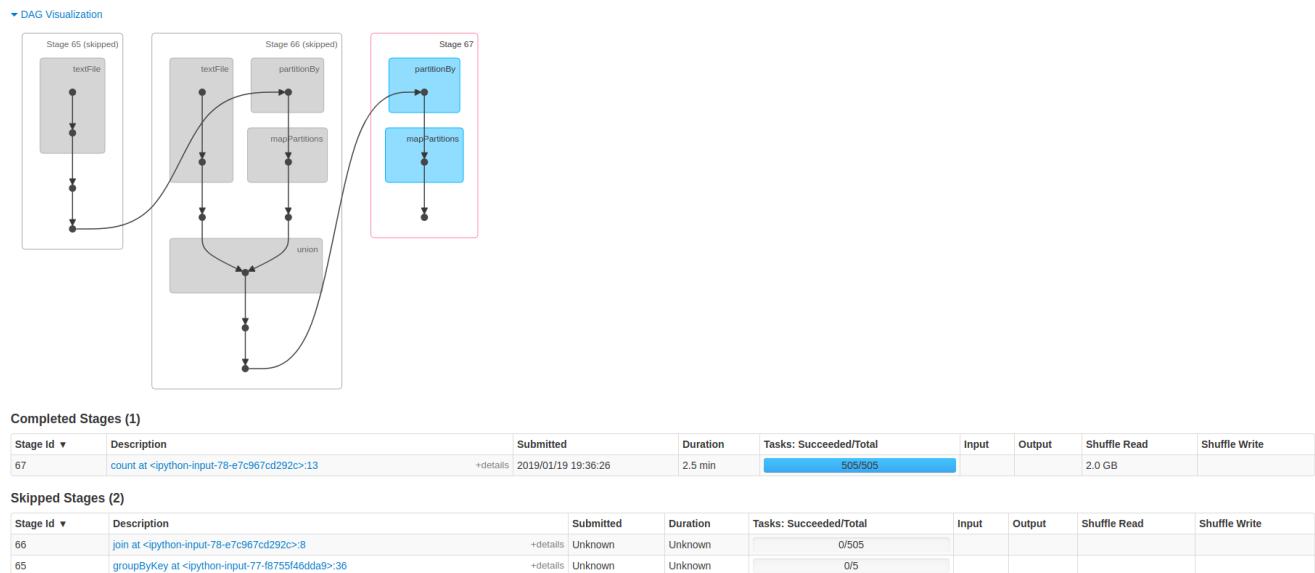 DAG Visualization
Stage 65 (skipped)
textFile
Stage 66 (skipped)
textFile
partitionBy
mapPartitions
union
Stage 67
partitionBy
mapPartitions
Completed Stages (1)
Stage Id ▼ Description Submitted Duration Tasks: Succeeded/Total Input Output Shuffle Read Shuffle Write
67 count at <ipython-input-78-e7c967cd292c>:13 +details 2019/01/19 19:36:26 2.5 min 505/505 2.0 GB
Skipped Stages (2)
Stage Id ▼ Description Submitted Duration Tasks: Succeeded/Total Input Output Shuffle Read Shuffle Write
66 join at <ipython-input-78-e7c967cd292c>:8 +details Unknown Unknown 0/505
65 groupByKey at <ipython-input-77-f8755f46dda9>:36 +details Unknown Unknown 0/5